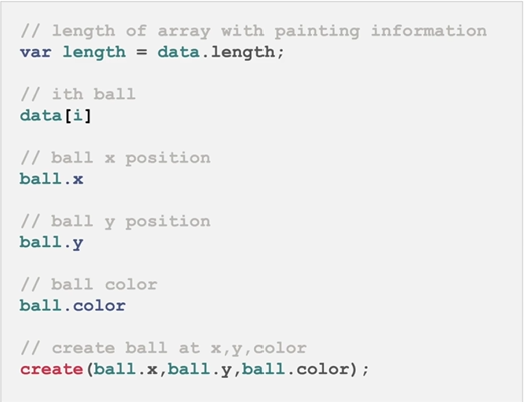 // length of array with painting information
var length = data.length;
// ith ball
data[i]
// ball x position
ball.x
// ball y position
ball.y
// ball color
ball.color
// create ball at x,y,color
create(ball.x,ball.y,ball.color);